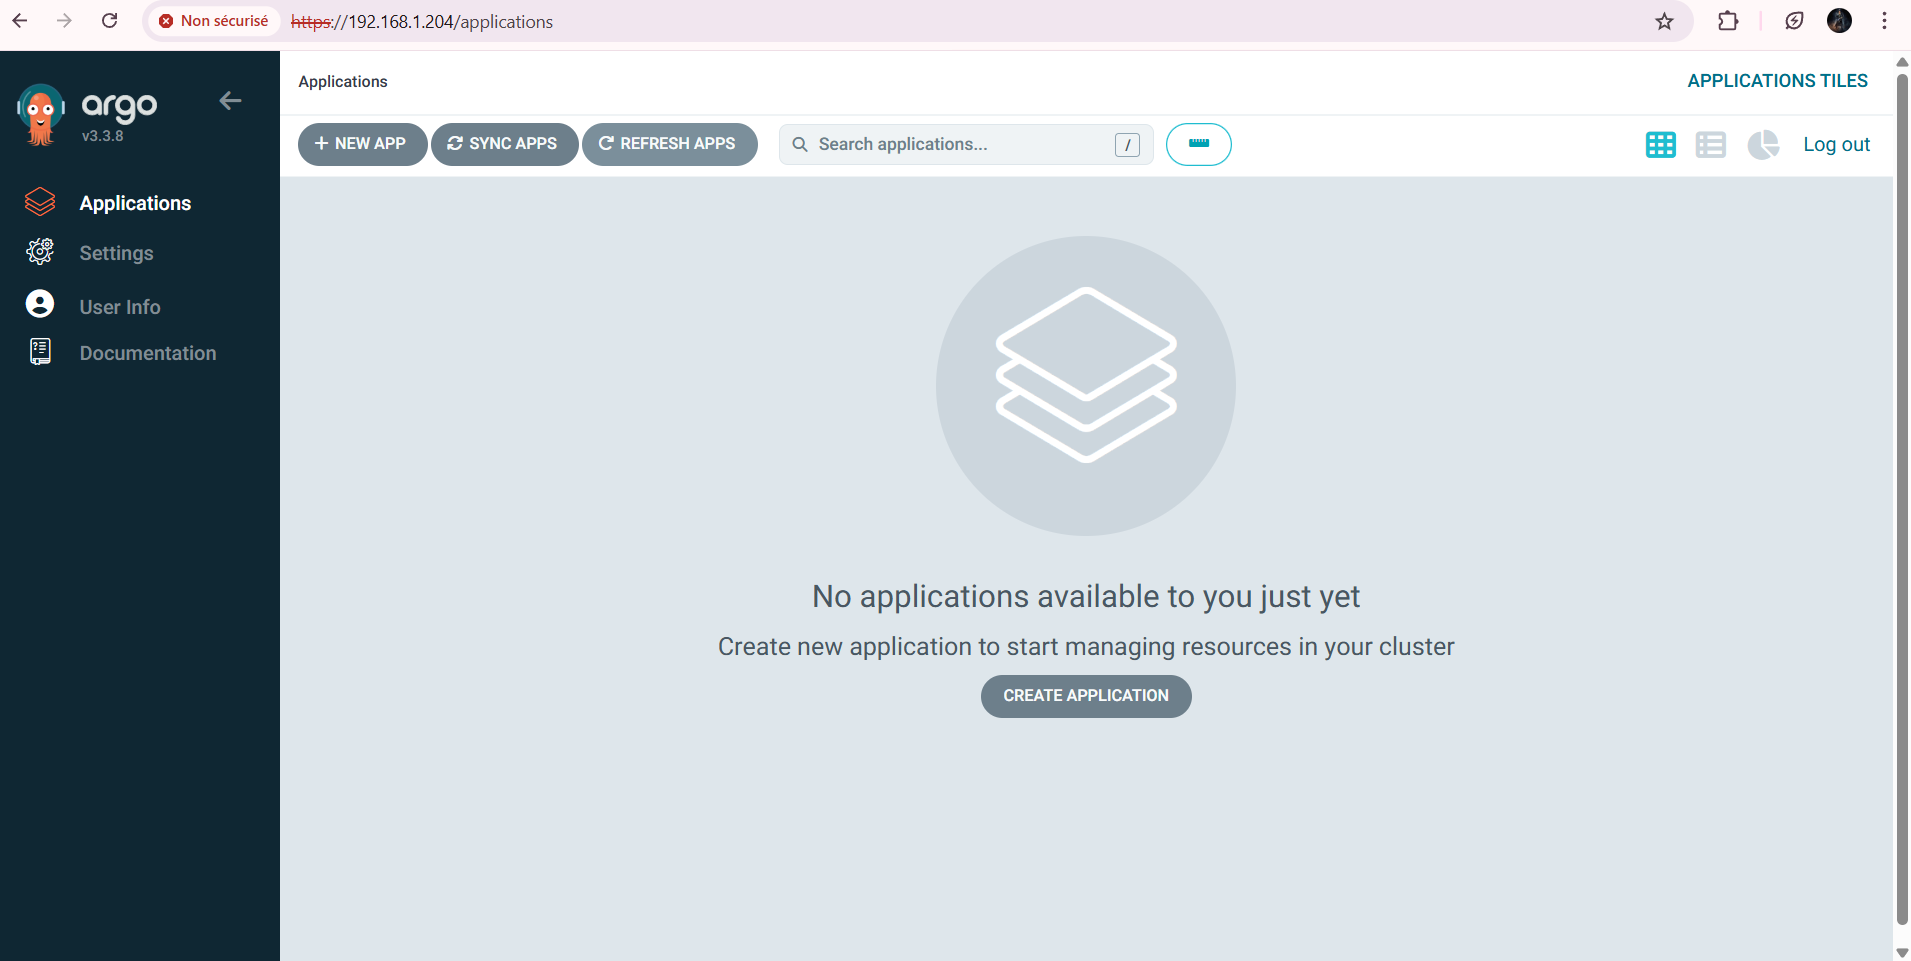 Non sécurisé https://192.168.1.204/applications
argo
v3.3.8
Applications
Settings
User Info
Documentation
Applications
APPLICATIONS TILES
NEW APP SYNC APPS REFRESH APPS Search applications... / Log out
No applications available to you just yet
Create new application to start managing resources in your cluster
CREATE APPLICATION